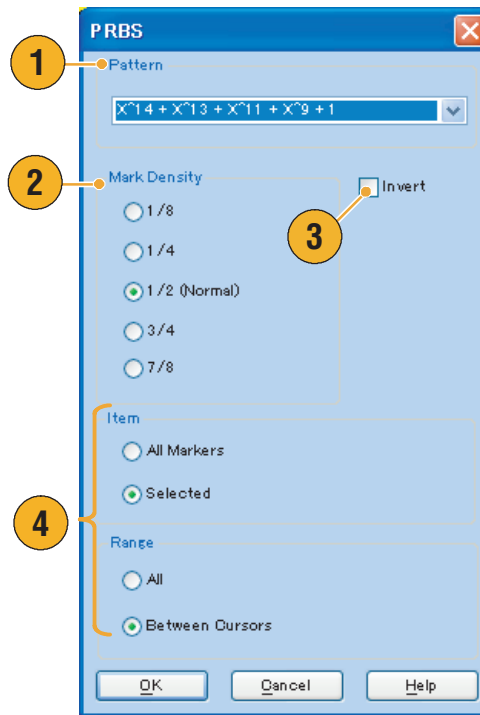 PRBS
1
Pattern
X^14 + X^13 + X^11 + X^9 + 1
2
Mark Density
Invert
3
1/8
1/4
1/2 (Normal)
3/4
7/8
4
Item
All Markers
Selected
Range
All
Between Cursors
OK Cancel Help